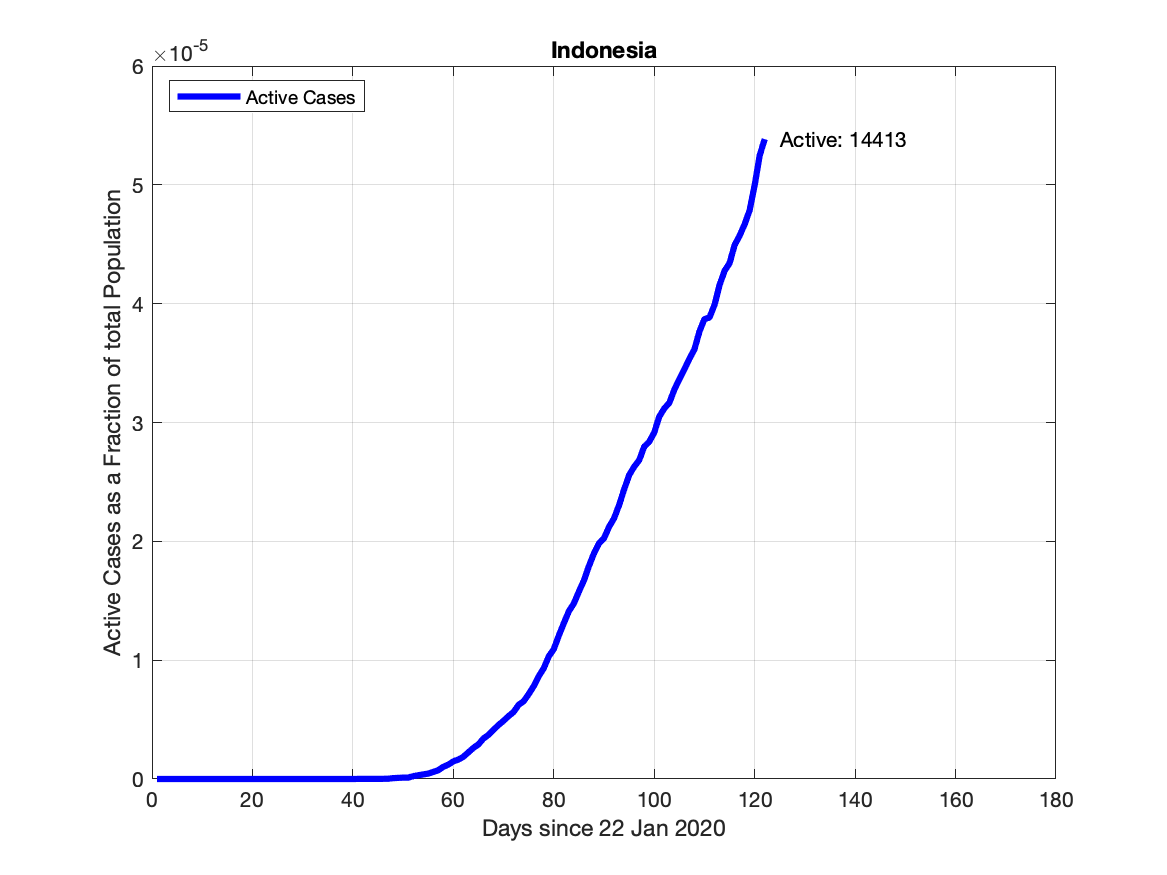 Indonesia
×10-5
Active Cases
Active: 14413
6
5
4
3
2
1
0
Active Cases as a Fraction of total Population
0 20 40 60 80 100 120 140 160 180
Days since 22 Jan 2020